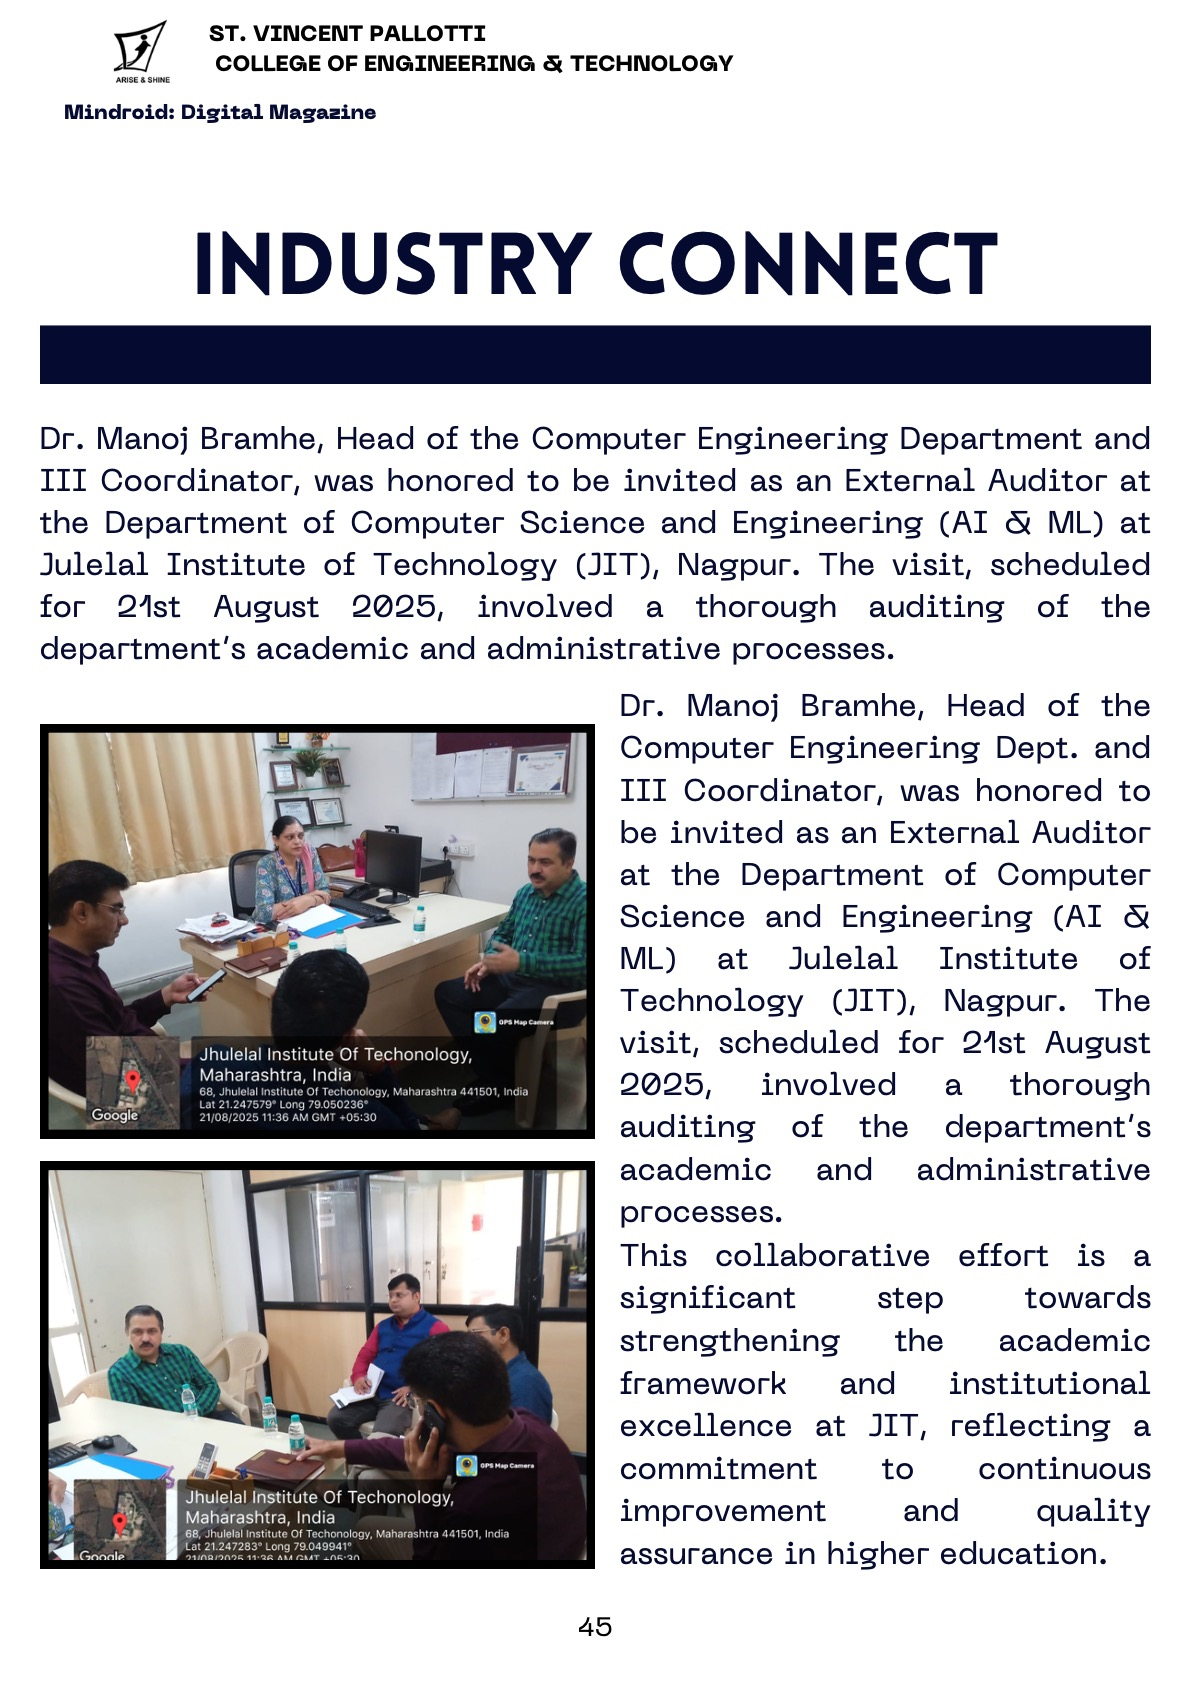 ST. VINCENT PALLOTTI
COLLEGE OF ENGINEERING & TECHNOLOGY
ARISE & SHINE
Mindroid: Digital Magazine
INDUSTRY CONNECT
Dr. Manoj Bramhe, Head of the Computer Engineering Department and
III Coordinator, was honored to be invited as an External Auditor at
the Department of Computer Science and Engineering (AI & ML) at
Julelal Institute of Technology (JIT), Nagpur. The visit, scheduled
for 21st August 2025, involved a thorough auditing of the
department's academic and administrative processes.
GPS Map Camera
Jhulelal Institute Of Techonology,
Maharashtra, India
68, Jhulelal Institute Of Techonology, Maharashtra 441501, India
Lat 21.247579° Long 79.050236°
21/08/2025 11:36 AM GMT +05:30
Google
GPS Map Camera
Jhulelal Institute Of Techonology,
Maharashtra, India
68, Jhulelal Institute Of Techonology, Maharashtra 441501, India
Lat 21.247283° Long 79.049941°
21/08/2025 11:36 AM GMT +05:30
Google
Dr. Manoj Bramhe, Head of the
Computer Engineering Dept. and
III Coordinator, was honored to
be invited as an External Auditor
at the Department of Computer
Science and Engineering (AI &
ML) at Julelal Institute of
Technology (JIT), Nagpur. The
visit, scheduled for 21st August
2025, involved a thorough
auditing of the department's
academic and administrative
processes.
This collaborative effort is a
significant step towards
strengthening the academic
framework and institutional
excellence at JIT, reflecting a
commitment to continuous
improvement and quality
assurance in higher education.
45